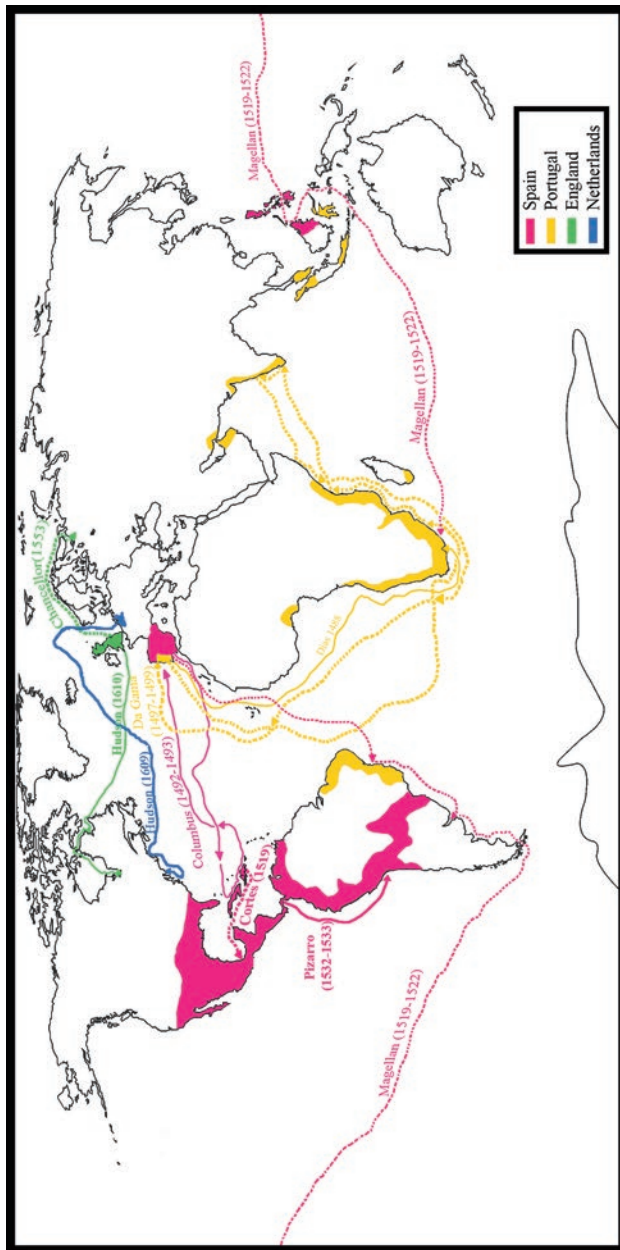 Magellan (1519-1522)
Chancellor(1553)
Hudson (1610)
Hudson (1609)
Da Gama
(1497-1499)
Columbus (1492-1493)
Cortes (1519)
Pizarro
(1532-1533)
Dias 1488
Magellan (1519-1522)
Magellan (1519-1522)
Spain
Portugal
England
Netherlands